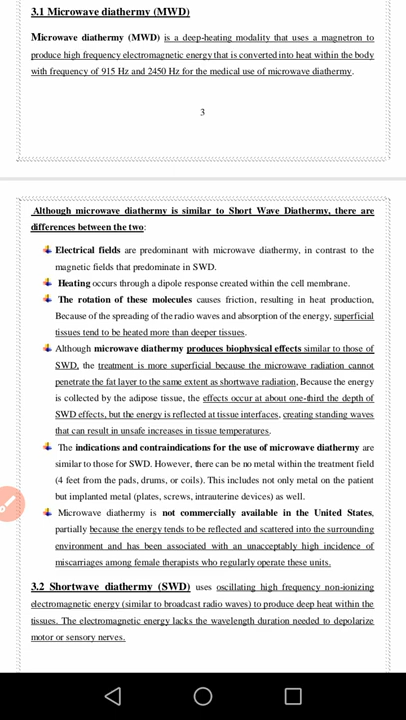 3.1 Microwave diathermy (MWD)
Microwave diathermy (MWD) is a deep-heating modality that uses a magnetron to
produce high frequency electromagnetic energy that is converted into heat within the body
with frequency of 915 Hz and 2450 Hz for the medical use of microwave diathermy.
3
Although microwave diathermy is similar to Short Wave Diathermy, there are
differences between the two:
Electrical fields are predominant with microwave diathermy, in contrast to the
magnetic fields that predominate in SWD.
Heating occurs through a dipole response created within the cell membrane.
The rotation of these molecules causes friction, resulting in heat production,
Because of the spreading of the radio waves and absorption of the energy, superficial
tissues tend to be heated more than deeper tissues.
Although microwave diathermy produces biophysical effects similar to those of
SWD, the treatment is more superficial because the microwave radiation cannot
penetrate the fat layer to the same extent as shortwave radiation, Because the energy
is collected by the adipose tissue, the effects occur at about one-third the depth of
SWD effects, but the energy is reflected at tissue interfaces, creating standing waves
that can result in unsafe increases in tissue temperatures.
The indications and contraindications for the use of microwave diathermy are
similar to those for SWD. However, there can be no metal within the treatment field
(4 feet from the pads, drums, or coils). This includes not only metal on the patient
but implanted metal (plates, screws, intrauterine devices) as well.
Microwave diathermy is not commercially available in the United States,
partially because the energy tends to be reflected and scattered into the surrounding
environment and has been associated with an unacceptably high incidence of
miscarriages among female therapists who regularly operate these units.
3.2 Shortwave diathermy (SWD) uses oscillating high frequency non-ionizing
electromagnetic energy (similar to broadcast radio waves) to produce deep heat within the
tissues. The electromagnetic energy lacks the wavelength duration needed to depolarize
motor or sensory nerves.